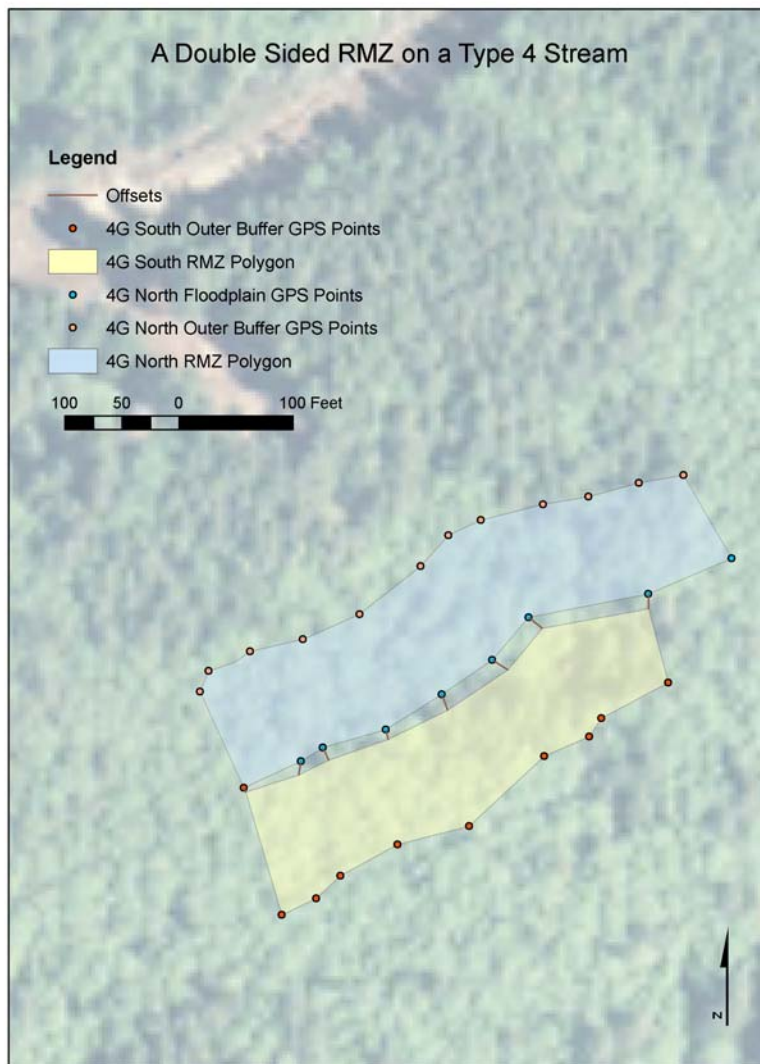 A Double Sided RMZ on a Type 4 Stream
Legend
Offsets
4G South Outer Buffer GPS Points
4G South RMZ Polygon
4G North Floodplain GPS Points
4G North Outer Buffer GPS Points
4G North RMZ Polygon
100 50 0 100 Feet
N